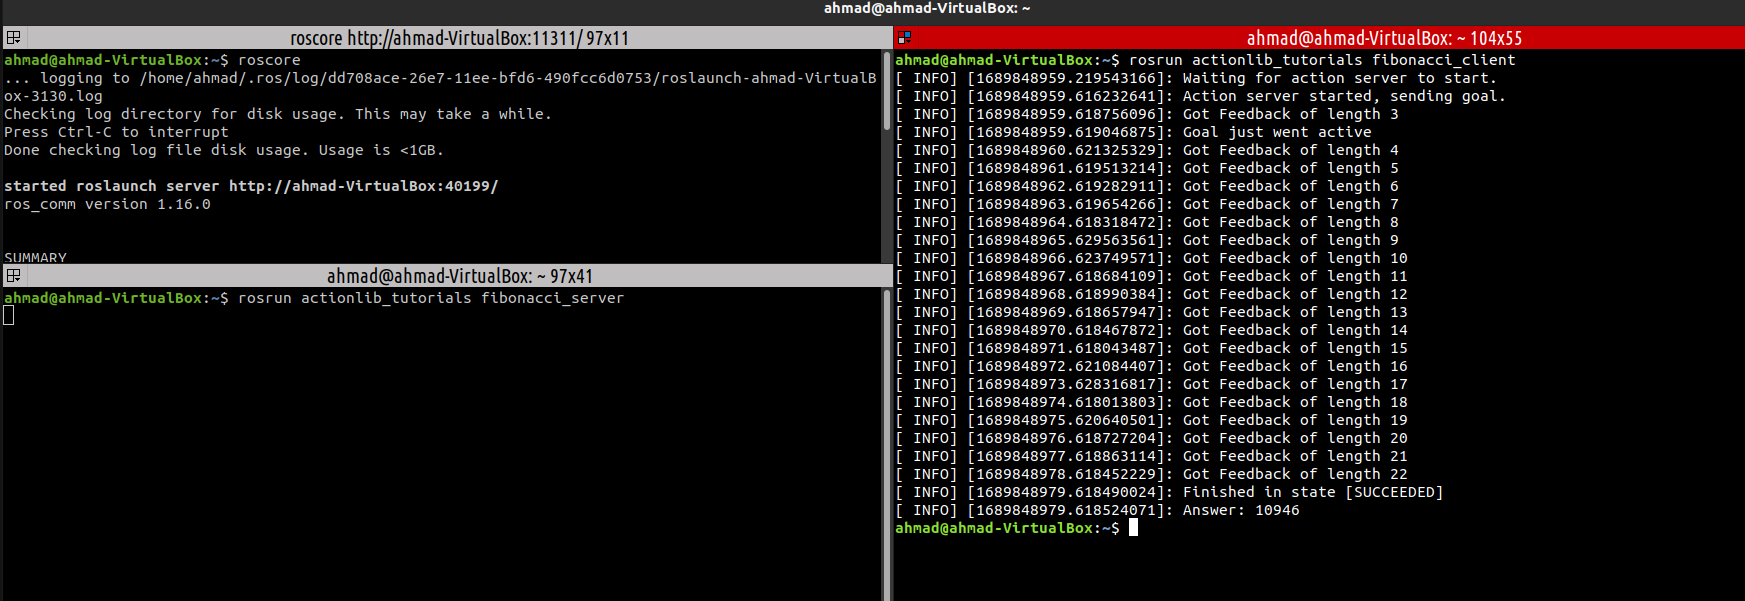 ahmad@ahmad-VirtualBox: ~
roscore http://ahmad-VirtualBox:11311/ 97x11
ahmad@ahmad-VirtualBox:~$ roscore
... logging to /home/ahmad/.ros/log/dd708ace-26e7-11ee-bfd6-490fcc6d0753/roslaunch-ahmad-VirtualB
ox-3130.log
Checking log directory for disk usage. This may take a while.
Press Ctrl-C to interrupt
Done checking log file disk usage. Usage is <1GB.
started roslaunch server http://ahmad-VirtualBox:40199/
ros_comm version 1.16.0
SUMMARY
ahmad@ahmad-VirtualBox: ~ 97x41
ahmad@ahmad-VirtualBox:~$ rosrun actionlib_tutorials fibonacci_server
ahmad@ahmad-VirtualBox: ~ 104x55
ahmad@ahmad-VirtualBox:~$ rosrun actionlib_tutorials fibonacci_client
[ INFO] [1689848959.219543166]: Waiting for action server to start.
[ INFO] [1689848959.616232641]: Action server started, sending goal.
[ INFO] [1689848959.618756096]: Got Feedback of length 3
[ INFO] [1689848959.619046875]: Goal just went active
[ INFO] [1689848960.621325329]: Got Feedback of length 4
[ INFO] [1689848961.619513214]: Got Feedback of length 5
[ INFO] [1689848962.619282911]: Got Feedback of length 6
[ INFO] [1689848963.619654266]: Got Feedback of length 7
[ INFO] [1689848964.618318472]: Got Feedback of length 8
[ INFO] [1689848965.629563561]: Got Feedback of length 9
[ INFO] [1689848966.623749571]: Got Feedback of length 10
[ INFO] [1689848967.618684109]: Got Feedback of length 11
[ INFO] [1689848968.618990384]: Got Feedback of length 12
[ INFO] [1689848969.618657947]: Got Feedback of length 13
[ INFO] [1689848970.618467872]: Got Feedback of length 14
[ INFO] [1689848971.618043487]: Got Feedback of length 15
[ INFO] [1689848972.621084407]: Got Feedback of length 16
[ INFO] [1689848973.628316817]: Got Feedback of length 17
[ INFO] [1689848974.618013803]: Got Feedback of length 18
[ INFO] [1689848975.620640501]: Got Feedback of length 19
[ INFO] [1689848976.618727204]: Got Feedback of length 20
[ INFO] [1689848977.618863114]: Got Feedback of length 21
[ INFO] [1689848978.618452229]: Got Feedback of length 22
[ INFO] [1689848979.618490024]: Finished in state [SUCCEEDED]
[ INFO] [1689848979.618524071]: Answer: 10946
ahmad@ahmad-VirtualBox:~$